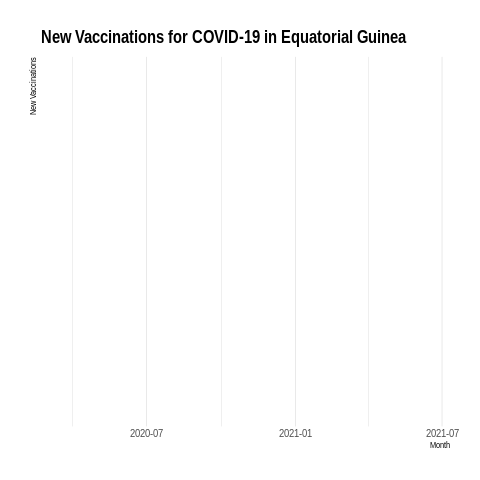 New Vaccinations for COVID-19 in Equatorial Guinea
New Vaccinations
2020-07
2021-01
2021-07
Month